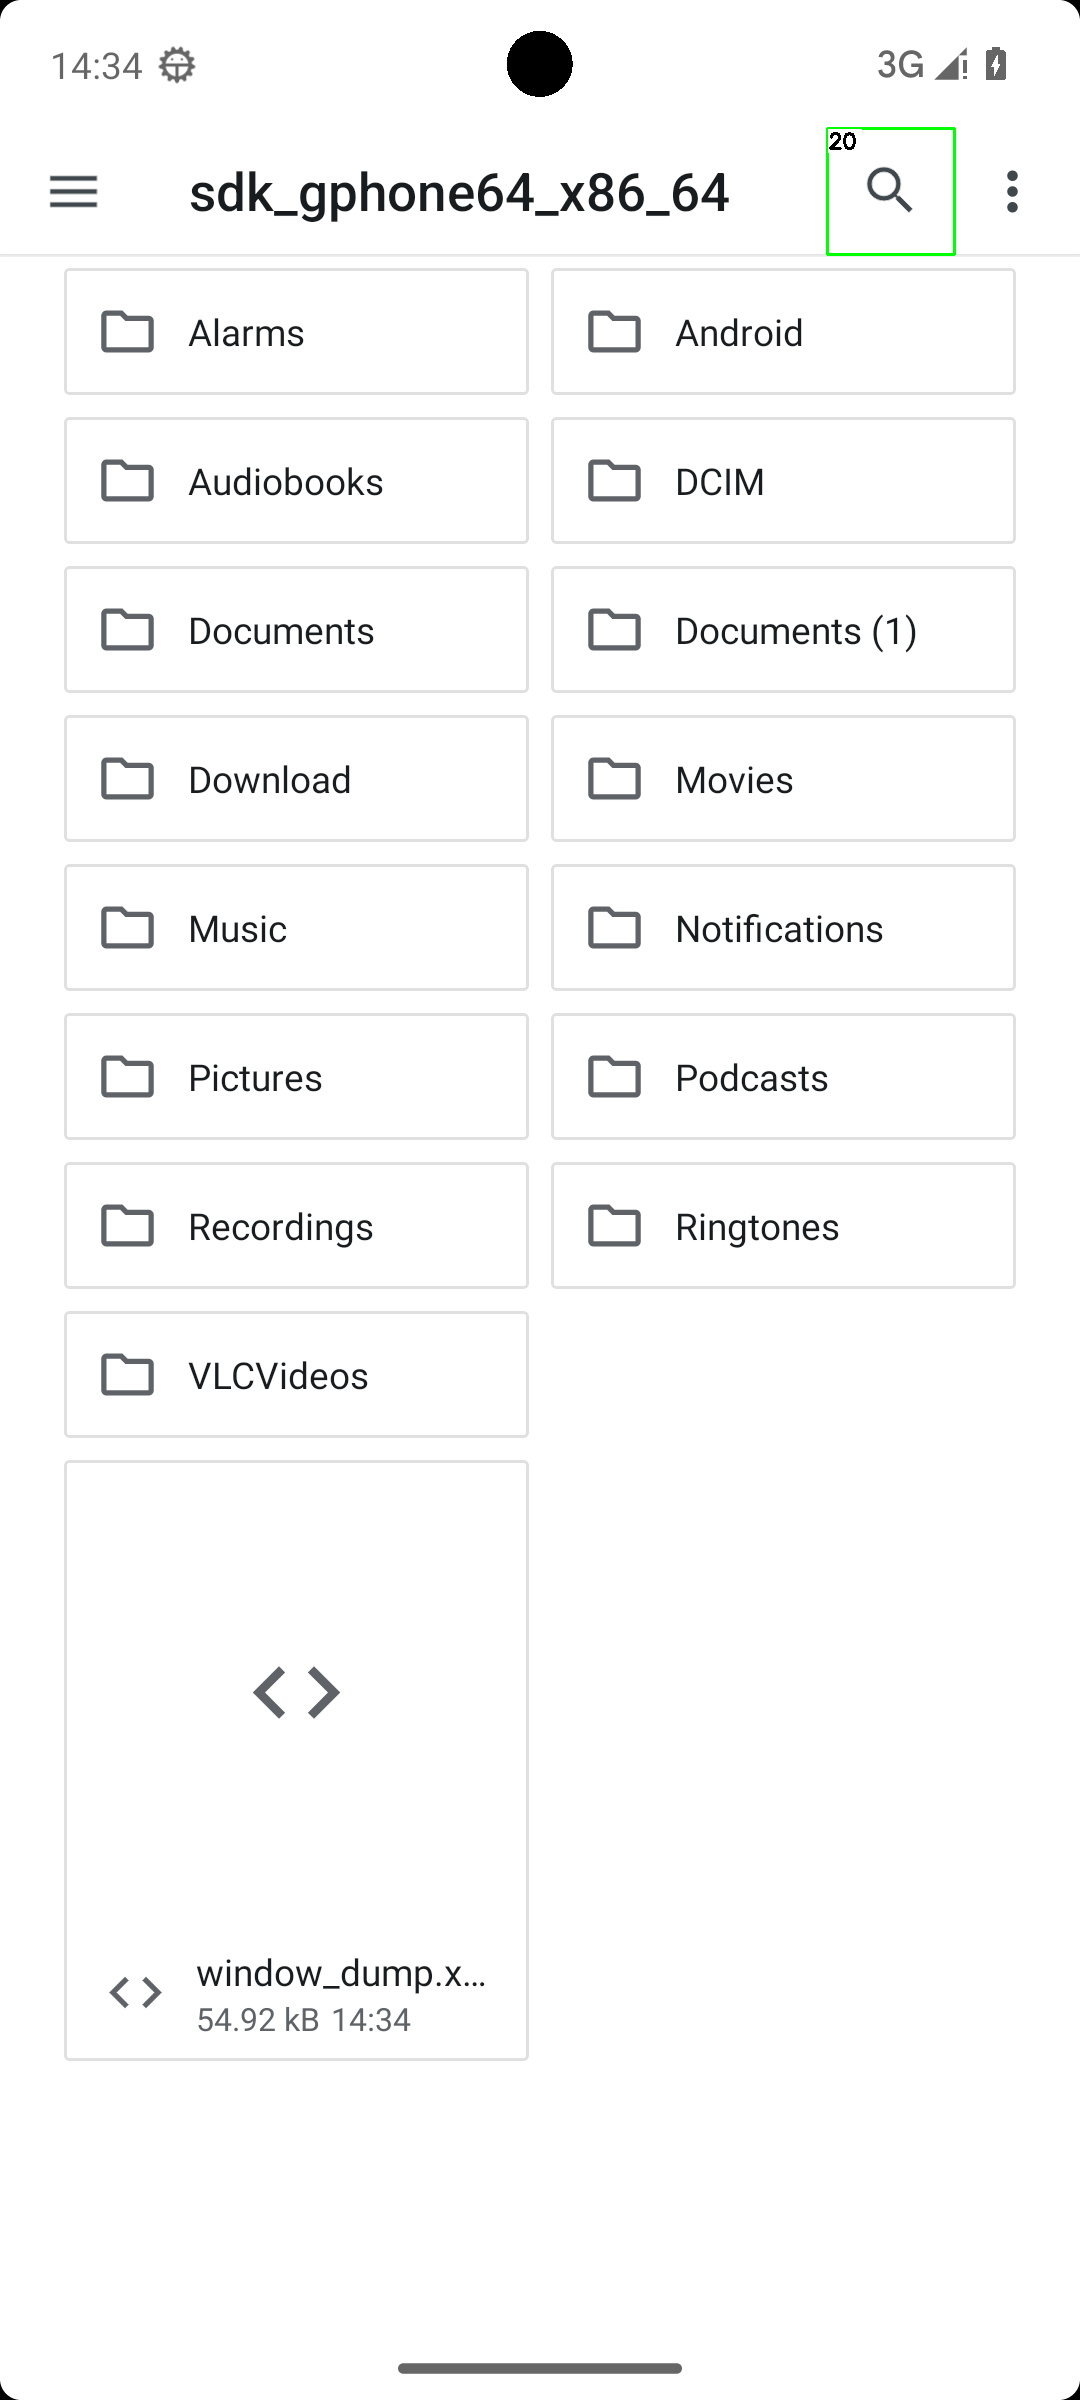 14:34
3G
20
sdk_gphone64_x86_64
Alarms
Android
Audiobooks
DCIM
Documents
Documents (1)
Download
Movies
Music
Notifications
Pictures
Podcasts
Recordings
Ringtones
VLCVideos
window_dump.x...
54.92 kB 14:34